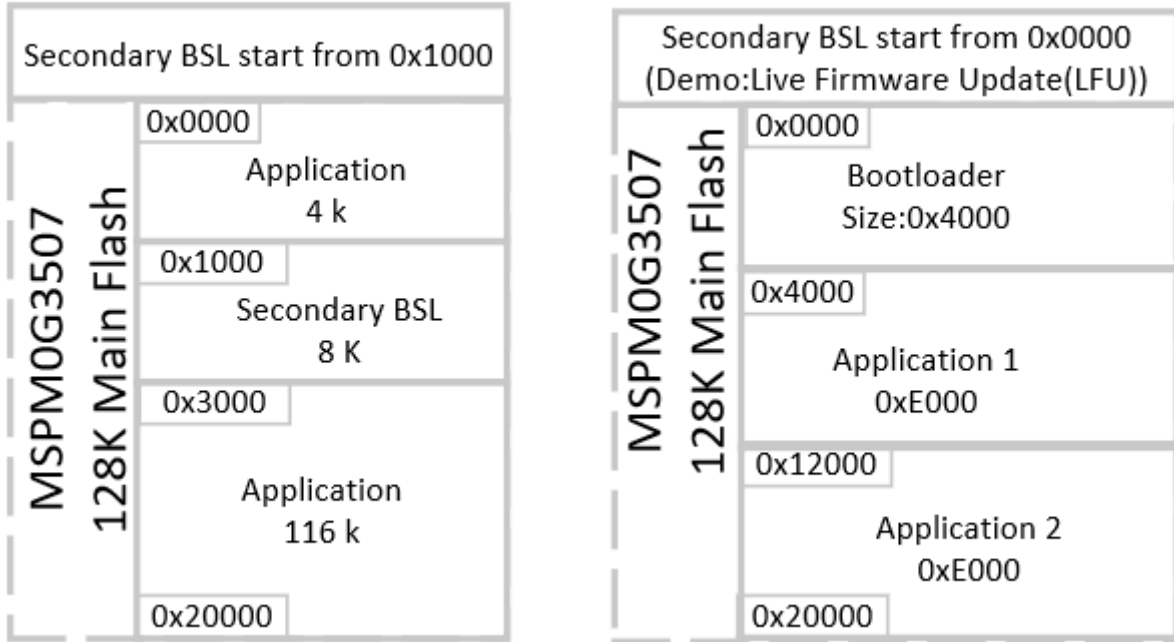 Secondary BSL start from 0x1000
MSPM0G3507
128K Main Flash
0x0000
Application
4 k
0x1000
Secondary BSL
8 K
0x3000
Application
116 k
0x20000
Secondary BSL start from 0x0000
(Demo:Live Firmware Update(LFU))
MSPM0G3507
128K Main Flash
0x0000
Bootloader
Size:0x4000
0x4000
Application 1
0xE000
0x12000
Application 2
0xE000
0x20000